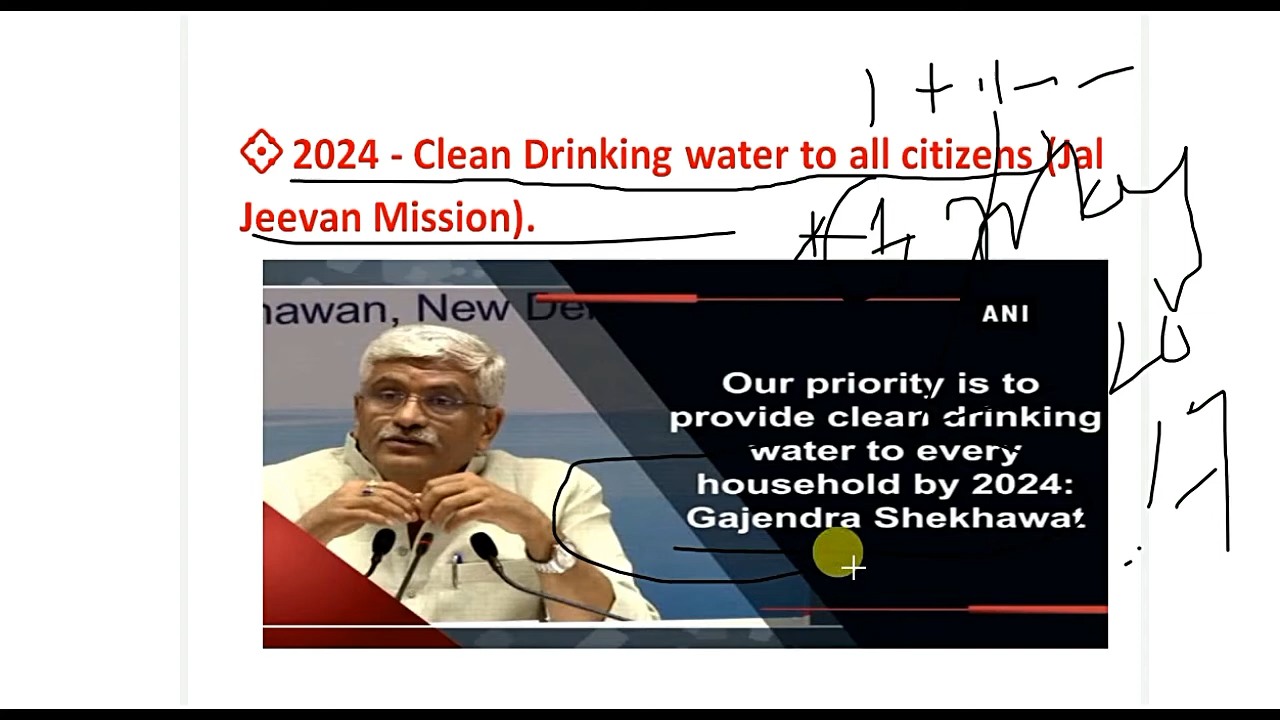 2024 - Clean Drinking water to all citizens (Jal
Jeevan Mission).
hawan, New De
ANI
Our priority is to
provide clean drinking
water to every
household by 2024:
Gajendra Shekhawat